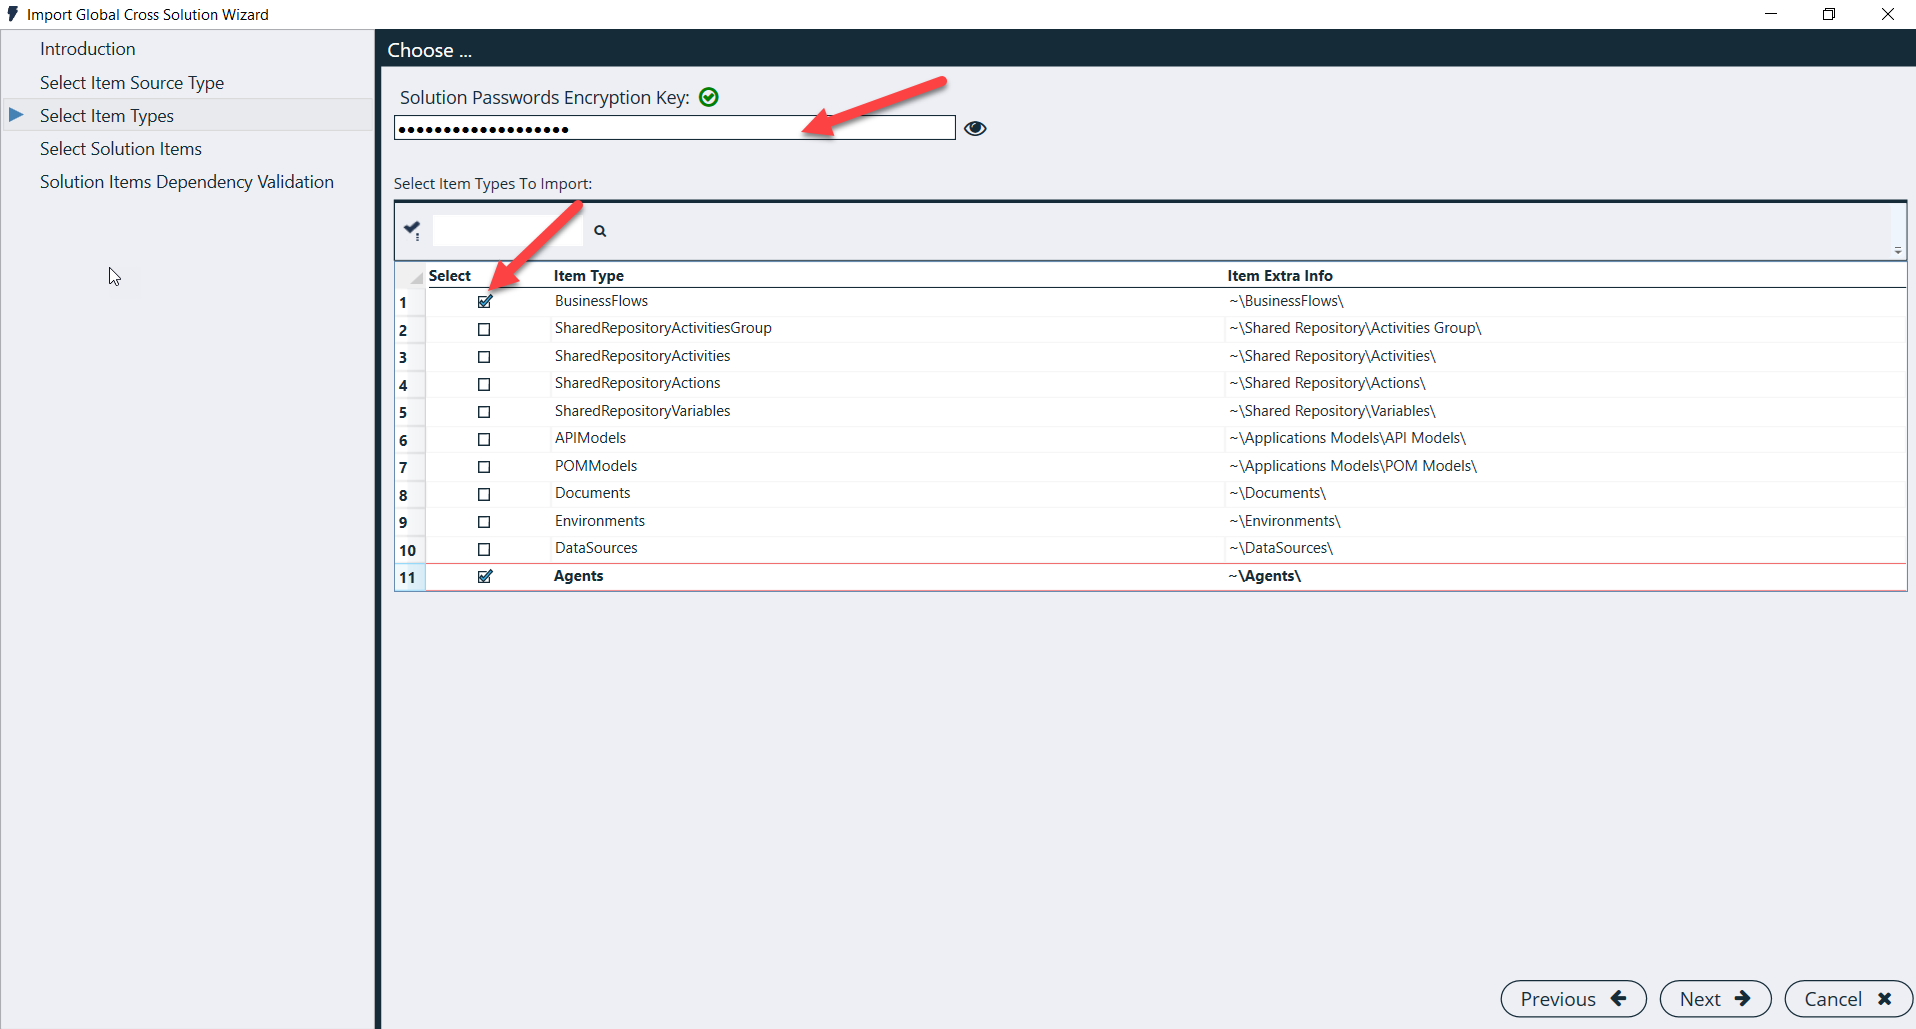 Import Global Cross Solution Wizard
Introduction
Select Item Source Type
Select Item Types
Select Solution Items
Solution Items Dependency Validation
Choose ...
Solution Passwords Encryption Key:
•••••••••••••••••••
Select Item Types To Import:
Select Item Type Item Extra Info
1 BusinessFlows ~\BusinessFlows\
2 SharedRepositoryActivitiesGroup ~\Shared Repository\Activities Group\
3 SharedRepositoryActivities ~\Shared Repository\Activities\
4 SharedRepositoryActions ~\Shared Repository\Actions\
5 SharedRepositoryVariables ~\Shared Repository\Variables\
6 APIModels ~\Applications Models\API Models\
7 POMModels ~\Applications Models\POM Models\
8 Documents ~\Documents\
9 Environments ~\Environments\
10 DataSources ~\DataSources\
11 Agents ~\Agents\
Previous Next Cancel